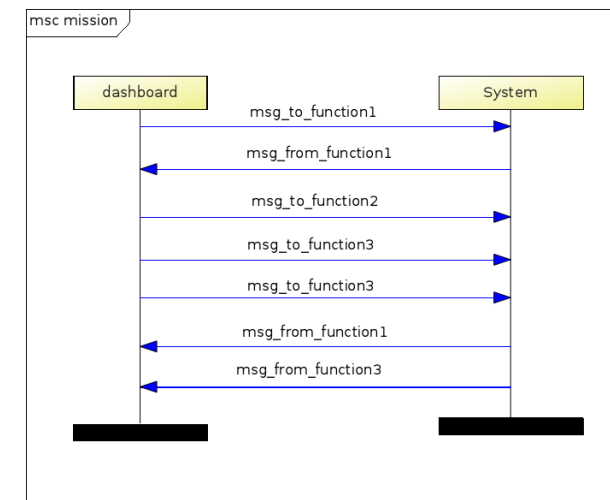 msc mission
dashboard
System
msg_to_function1
msg_from_function1
msg_to_function2
msg_to_function3
msg_to_function3
msg_from_function1
msg_from_function3